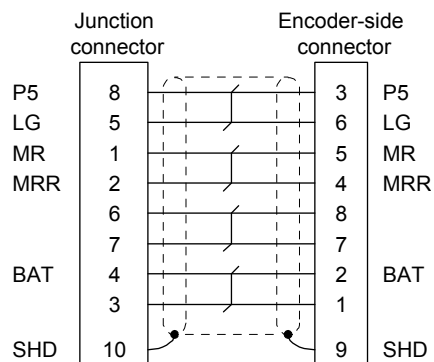 Junction connector Encoder-side connector
P5 8 3 P5
LG 5 6 LG
MR 1 5 MR
MRR 2 4 MRR
6 8
7 7
BAT 4 2 BAT
3 1
SHD 10 9 SHD